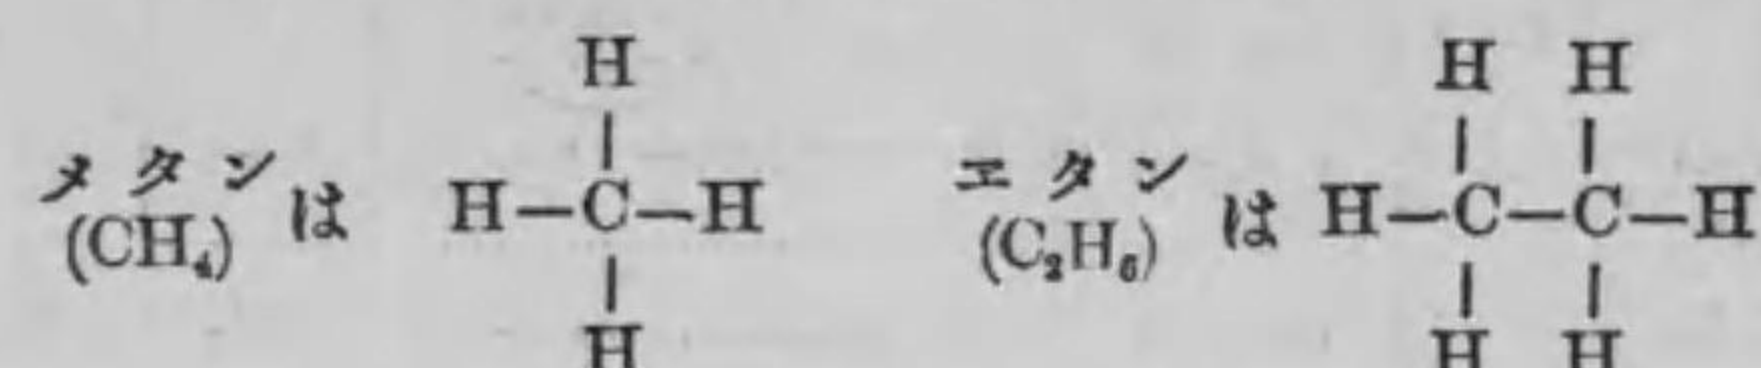 H H H
| | |
メタン は H—C—H エタン は H—C—C—H
(CH₄) (C₂H₆)
| | |
H H H